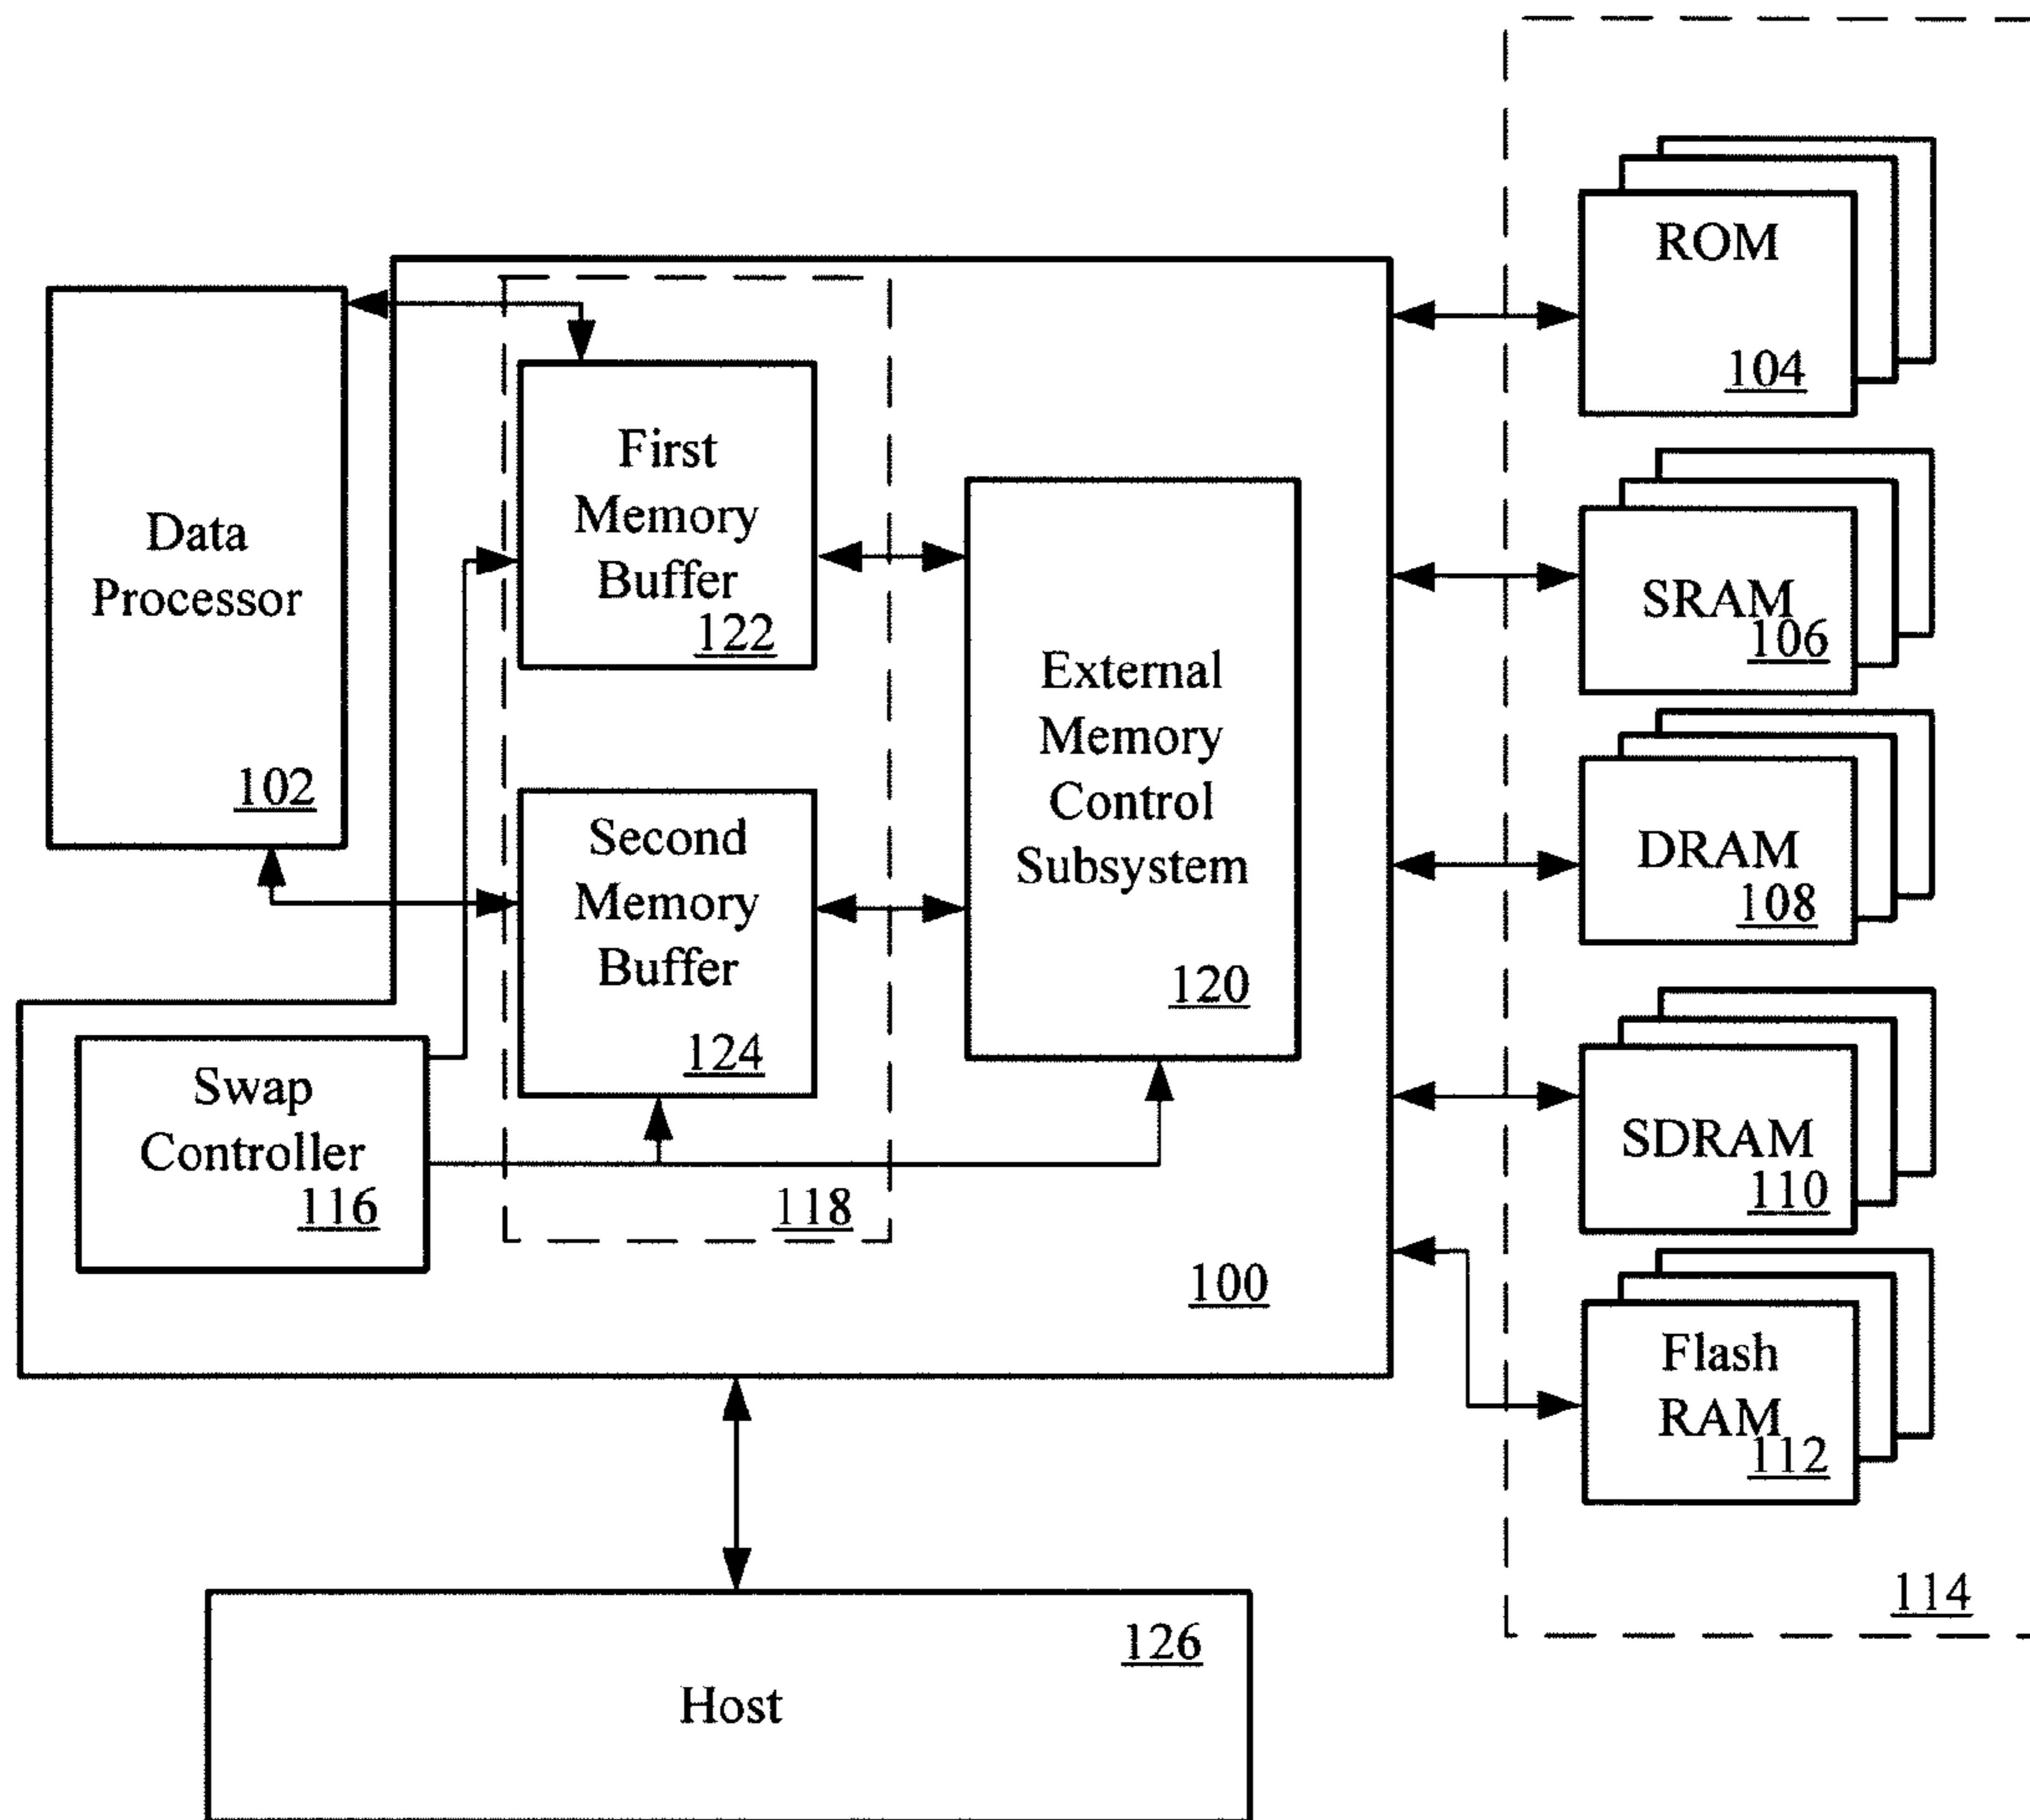 ROM
104
Data
Processor
102
First
Memory
Buffer
122
External
Memory
Control
Subsystem
120
SRAM
106
Second
Memory
Buffer
124
DRAM
108
Swap
Controller
116
118
100
SDRAM
110
Flash
RAM
112
114
126
Host